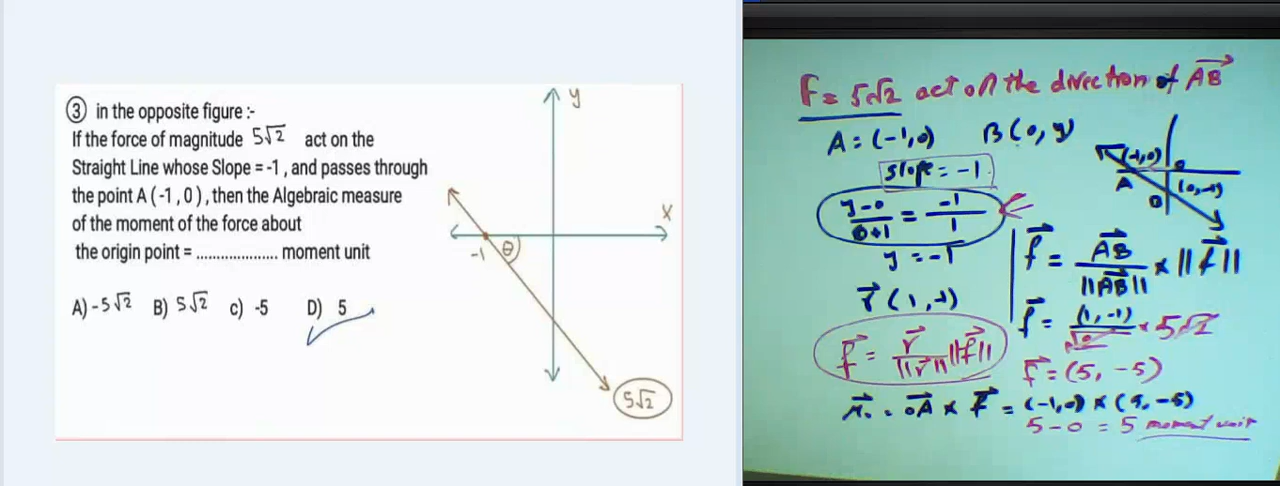 ③ in the opposite figure :-
If the force of magnitude 5√2 act on the
Straight Line whose Slope = -1 , and passes through
the point A ( -1 , 0 ) , then the Algebraic measure
of the moment of the force about
the origin point = ..................... moment unit
A) -5√2 B) 5√2 c) -5 D) 5
y
x
-1 θ
5√2
F = 5√2 act on the direction of AB
A = (-1,0) B (0, y)
slope = -1
y-0 / 0+1 = -1 / 1
y = -1
r (1, -1)
F = r / ||r|| ||F||
(-1,0) 0
A (0,-1)
B
F = AB / ||AB|| × ||F||
F = (1, -1) / √2 × 5√2
F = (5, -5)
M₀ = OA × F = (-1,0) × (5, -5)
5 - 0 = 5 moment unit